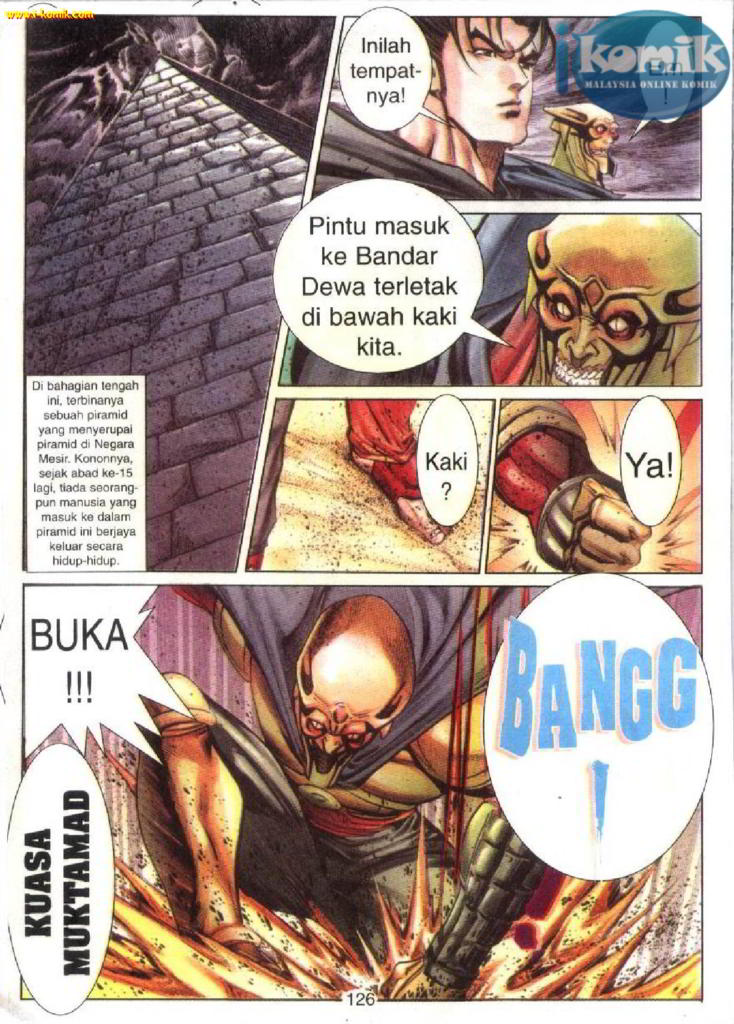 www.i-komik.com
ikomik
MALAYSIA ONLINE KOMIK
Inilah
tempat-
nya!
Em
!
Pintu masuk
ke Bandar
Dewa terletak
di bawah kaki
kita.
Di bahagian tengah
ini, terbinanya
sebuah piramid
yang menyerupai
piramid di Negara
Mesir. Kononnya,
sejak abad ke-15
lagi, tiada seorang-
pun manusia yang
masuk ke dalam
piramid ini berjaya
keluar secara
hidup-hidup.
Kaki
?
Ya!
BUKA
!!!
BANGG
!
KUASA
MUKTAMAD
126